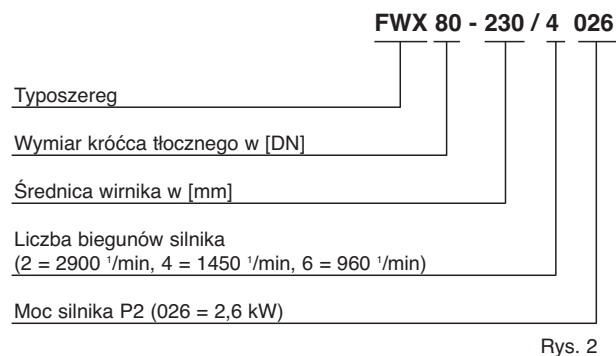 FWX 80 - 230 / 4 026
Typoszereg
Wymiar króćca tłocznego w [DN]
Średnica wirnika w [mm]
Liczba biegunów silnika
(2 = 2900 ¹/min, 4 = 1450 ¹/min, 6 = 960 ¹/min)
Moc silnika P2 (026 = 2,6 kW)
Rys. 2